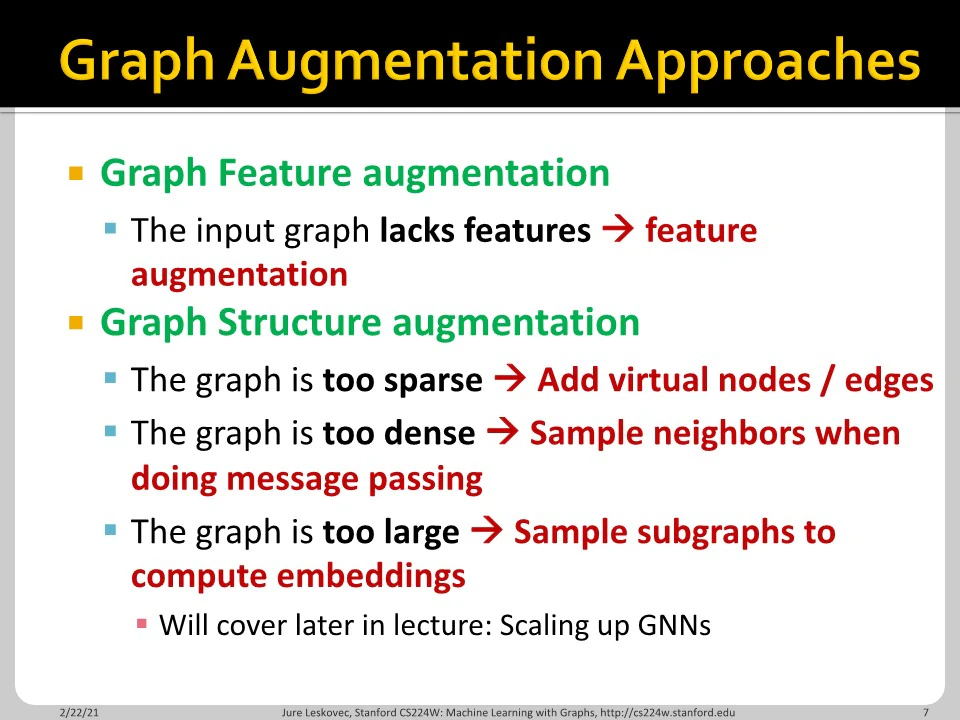 Graph Augmentation Approaches
▪ Graph Feature augmentation
▪ The input graph lacks features → feature
augmentation
▪ Graph Structure augmentation
▪ The graph is too sparse → Add virtual nodes / edges
▪ The graph is too dense → Sample neighbors when
doing message passing
▪ The graph is too large → Sample subgraphs to
compute embeddings
▪ Will cover later in lecture: Scaling up GNNs
2/22/21 Jure Leskovec, Stanford CS224W: Machine Learning with Graphs, http://cs224w.stanford.edu 7